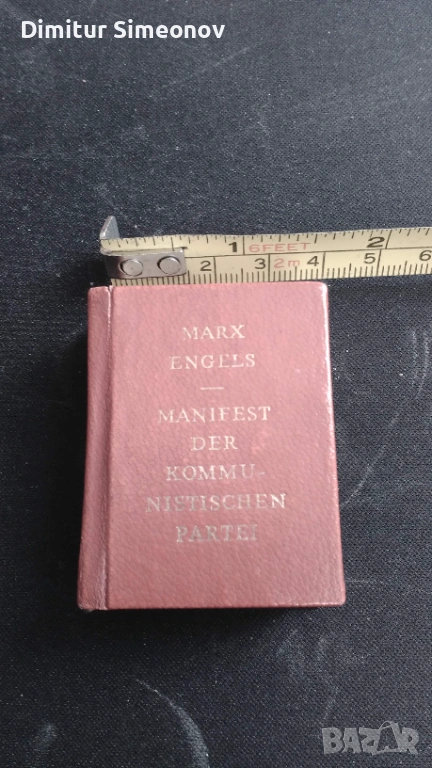 Dimitur Simeonov
1 6FEET 2
2 3 2m 4 5 6
MARX
ENGELS
—
MANIFEST
DER
KOMMU-
NISTISCHEN
PARTEI
BAZAR